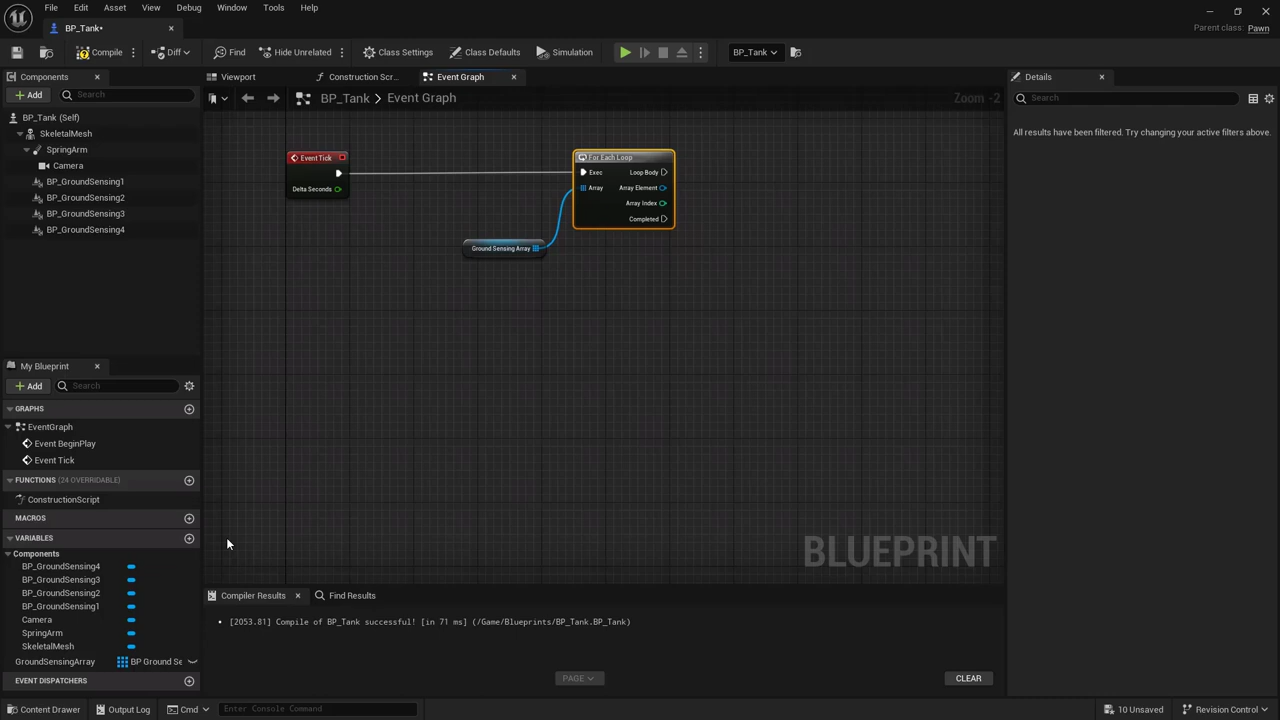 File Edit Asset View Debug Window Tools Help
BP_Tank•
Parent class: Pawn
Compile Diff Find Hide Unrelated Class Settings Class Defaults Simulation BP_Tank
Components
Viewport
Construction Scr...
Event Graph
Details
Add Search
BP_Tank > Event Graph
Zoom -2
Search
BP_Tank (Self)
SkeletalMesh
SpringArm
Camera
BP_GroundSensing1
BP_GroundSensing2
BP_GroundSensing3
BP_GroundSensing4
All results have been filtered. Try changing your active filters above.
Event Tick
Delta Seconds
For Each Loop
Exec Loop Body
Array Array Element
Array Index
Completed
Ground Sensing Array
BLUEPRINT
My Blueprint
Add Search
GRAPHS
EventGraph
Event BeginPlay
Event Tick
FUNCTIONS (24 OVERRIDABLE)
ConstructionScript
MACROS
VARIABLES
Components
BP_GroundSensing4
BP_GroundSensing3
BP_GroundSensing2
BP_GroundSensing1
Camera
SpringArm
SkeletalMesh
GroundSensingArray BP Ground Se
EVENT DISPATCHERS
Compiler Results
Find Results
• [2053.81] Compile of BP_Tank successful! [in 71 ms] (/Game/Blueprints/BP_Tank.BP_Tank)
PAGE
CLEAR
Content Drawer Output Log Cmd Enter Console Command 10 Unsaved Revision Control